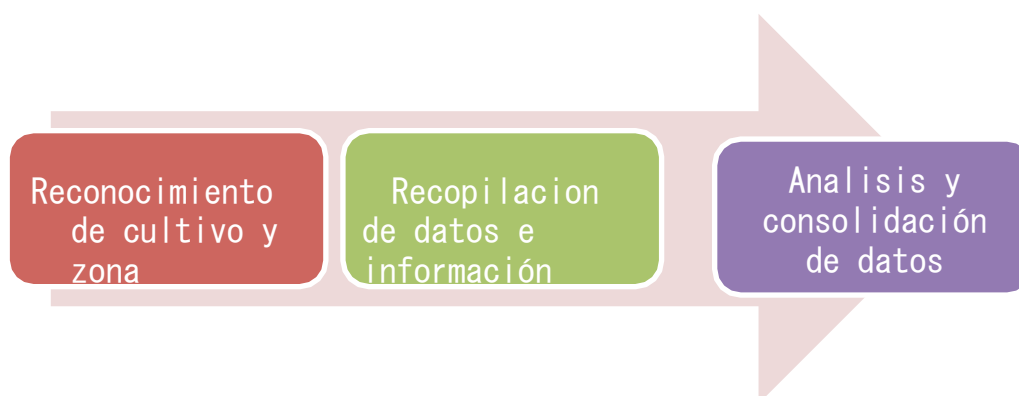 Reconocimiento
de cultivo y
zona
Recopilacion
de datos e
información
Analisis y
consolidación
de datos